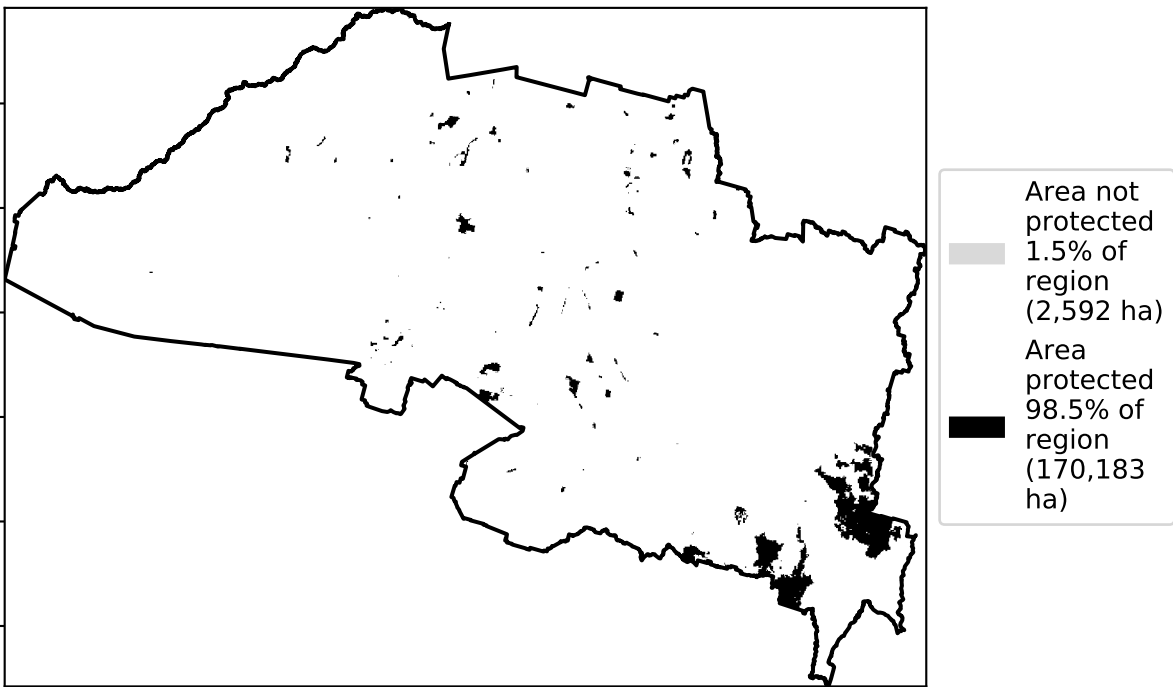 Area not
protected
1.5% of
region
(2,592 ha)
Area
protected
98.5% of
region
(170,183
ha)